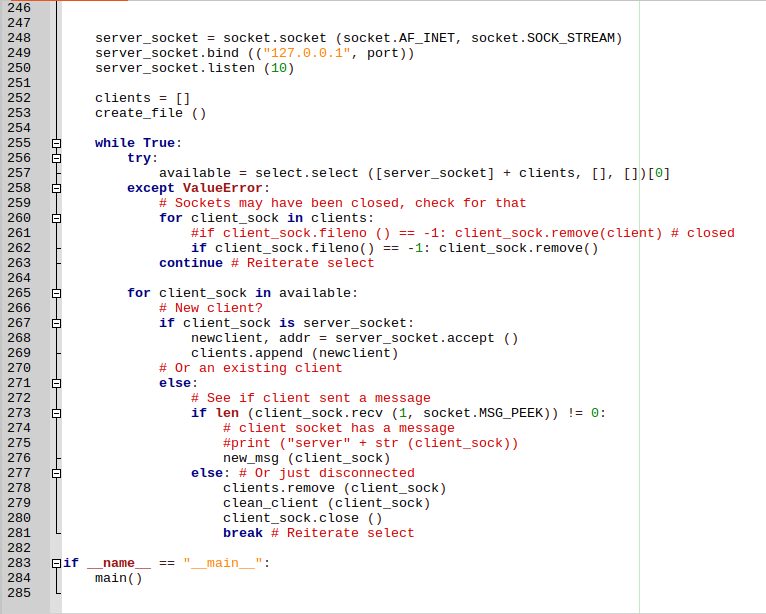 246
247
248 server_socket = socket.socket (socket.AF_INET, socket.SOCK_STREAM)
249 server_socket.bind (("127.0.0.1", port))
250 server_socket.listen (10)
251
252 clients = []
253 create_file ()
254
255 while True:
256 try:
257 available = select.select ([server_socket] + clients, [], [])[0]
258 except ValueError:
259 # Sockets may have been closed, check for that
260 for client_sock in clients:
261 #if client_sock.fileno () == -1: client_sock.remove(client) # closed
262 if client_sock.fileno() == -1: client_sock.remove()
263 continue # Reiterate select
264
265 for client_sock in available:
266 # New client?
267 if client_sock is server_socket:
268 newclient, addr = server_socket.accept ()
269 clients.append (newclient)
270 # Or an existing client
271 else:
272 # See if client sent a message
273 if len (client_sock.recv (1, socket.MSG_PEEK)) != 0:
274 # client socket has a message
275 #print ("server" + str (client_sock))
276 new_msg (client_sock)
277 else: # Or just disconnected
278 clients.remove (client_sock)
279 clean_client (client_sock)
280 client_sock.close ()
281 break # Reiterate select
282
283 if __name__ == "__main__":
284 main()
285